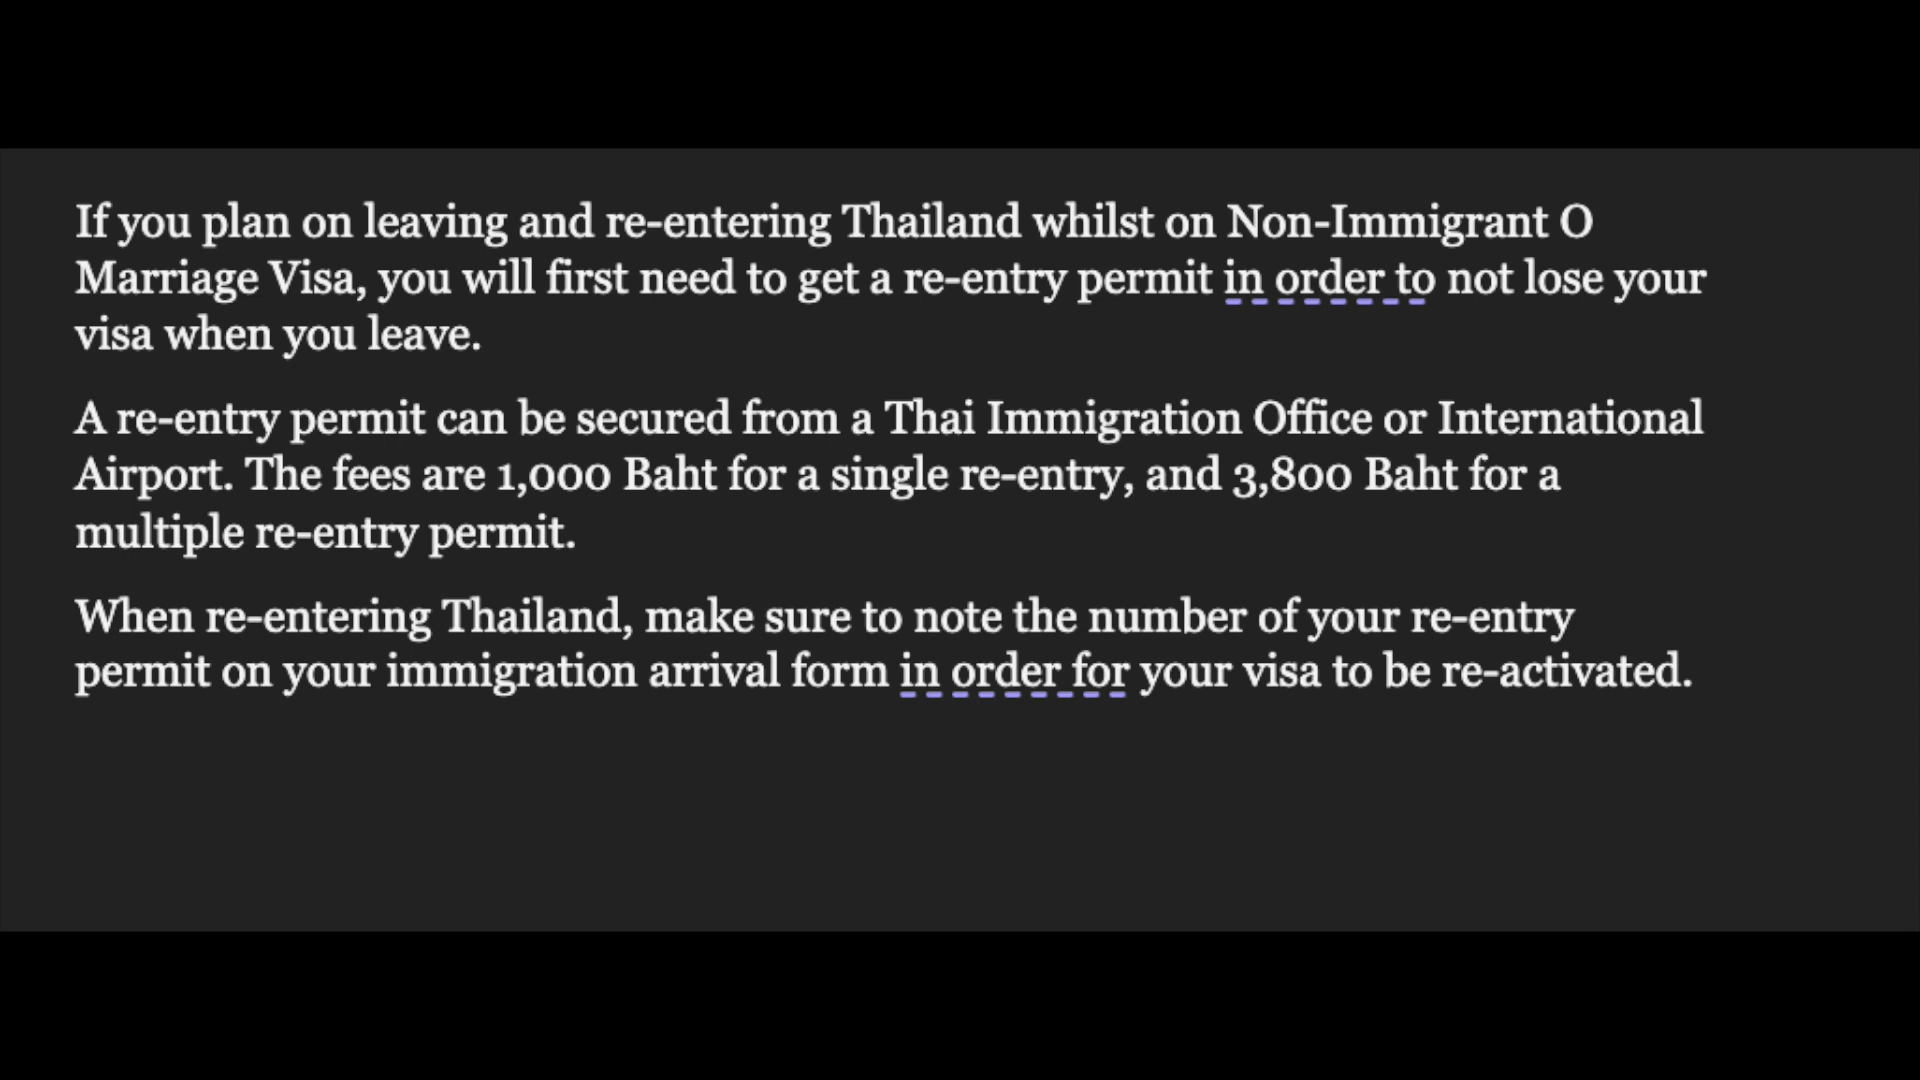 If you plan on leaving and re-entering Thailand whilst on Non-Immigrant O
Marriage Visa, you will first need to get a re-entry permit in order to not lose your
visa when you leave.
A re-entry permit can be secured from a Thai Immigration Office or International
Airport. The fees are 1,000 Baht for a single re-entry, and 3,800 Baht for a
multiple re-entry permit.
When re-entering Thailand, make sure to note the number of your re-entry
permit on your immigration arrival form in order for your visa to be re-activated.